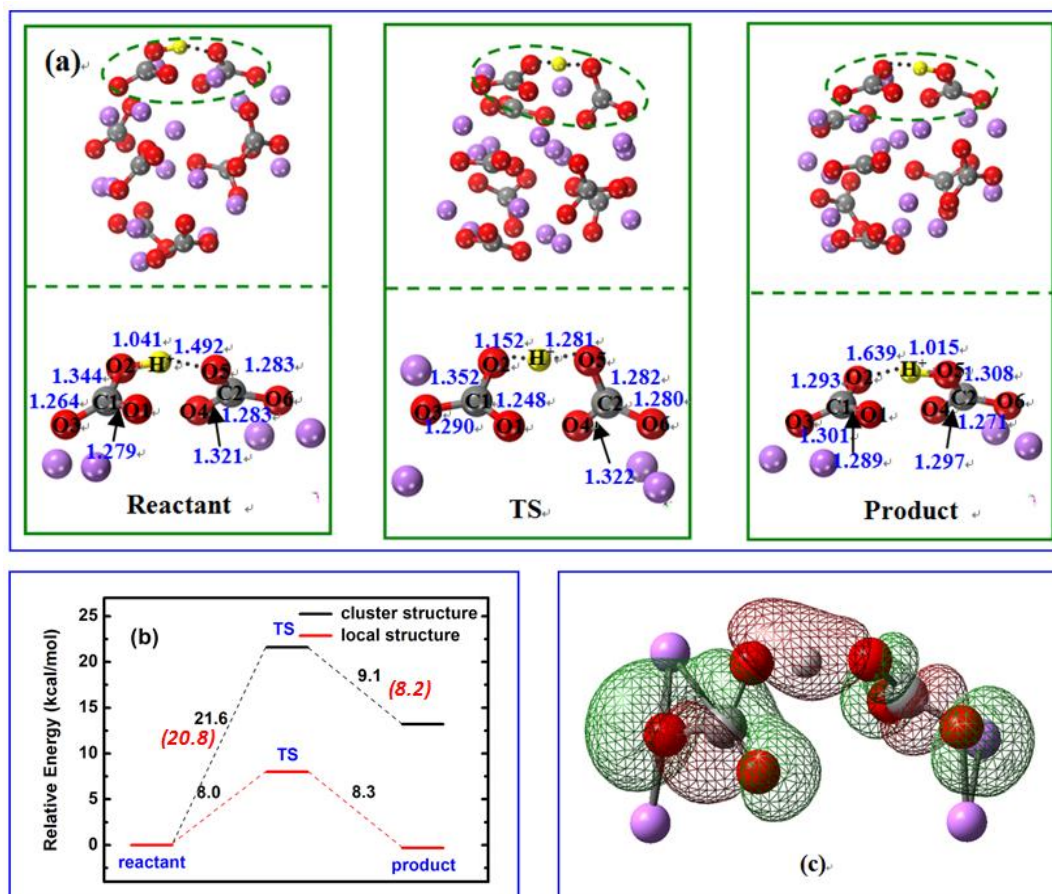 (a)
1.041 1.492
O2 H+ O5 1.283
1.344
1.264 C1 C2
O3 O1 O4 O6
1.283
1.279 1.321
Reactant
1.152 1.281
O2 H+ O5
1.352 1.282
O3 C1 1.248 C2 1.280
1.290 O1 O4 O6
1.322
TS
1.639 1.015
H+
1.293 O2 O5 1.308
C1 C2
O3 O1 O4 O6
1.301 1.271
1.289 1.297
Product
(b)
cluster structure
local structure
Relative Energy (kcal/mol)
25
20
15
10
5
0
TS
9.1
(8.2)
21.6
(20.8)
TS
8.0
8.3
reactant
product
(c)